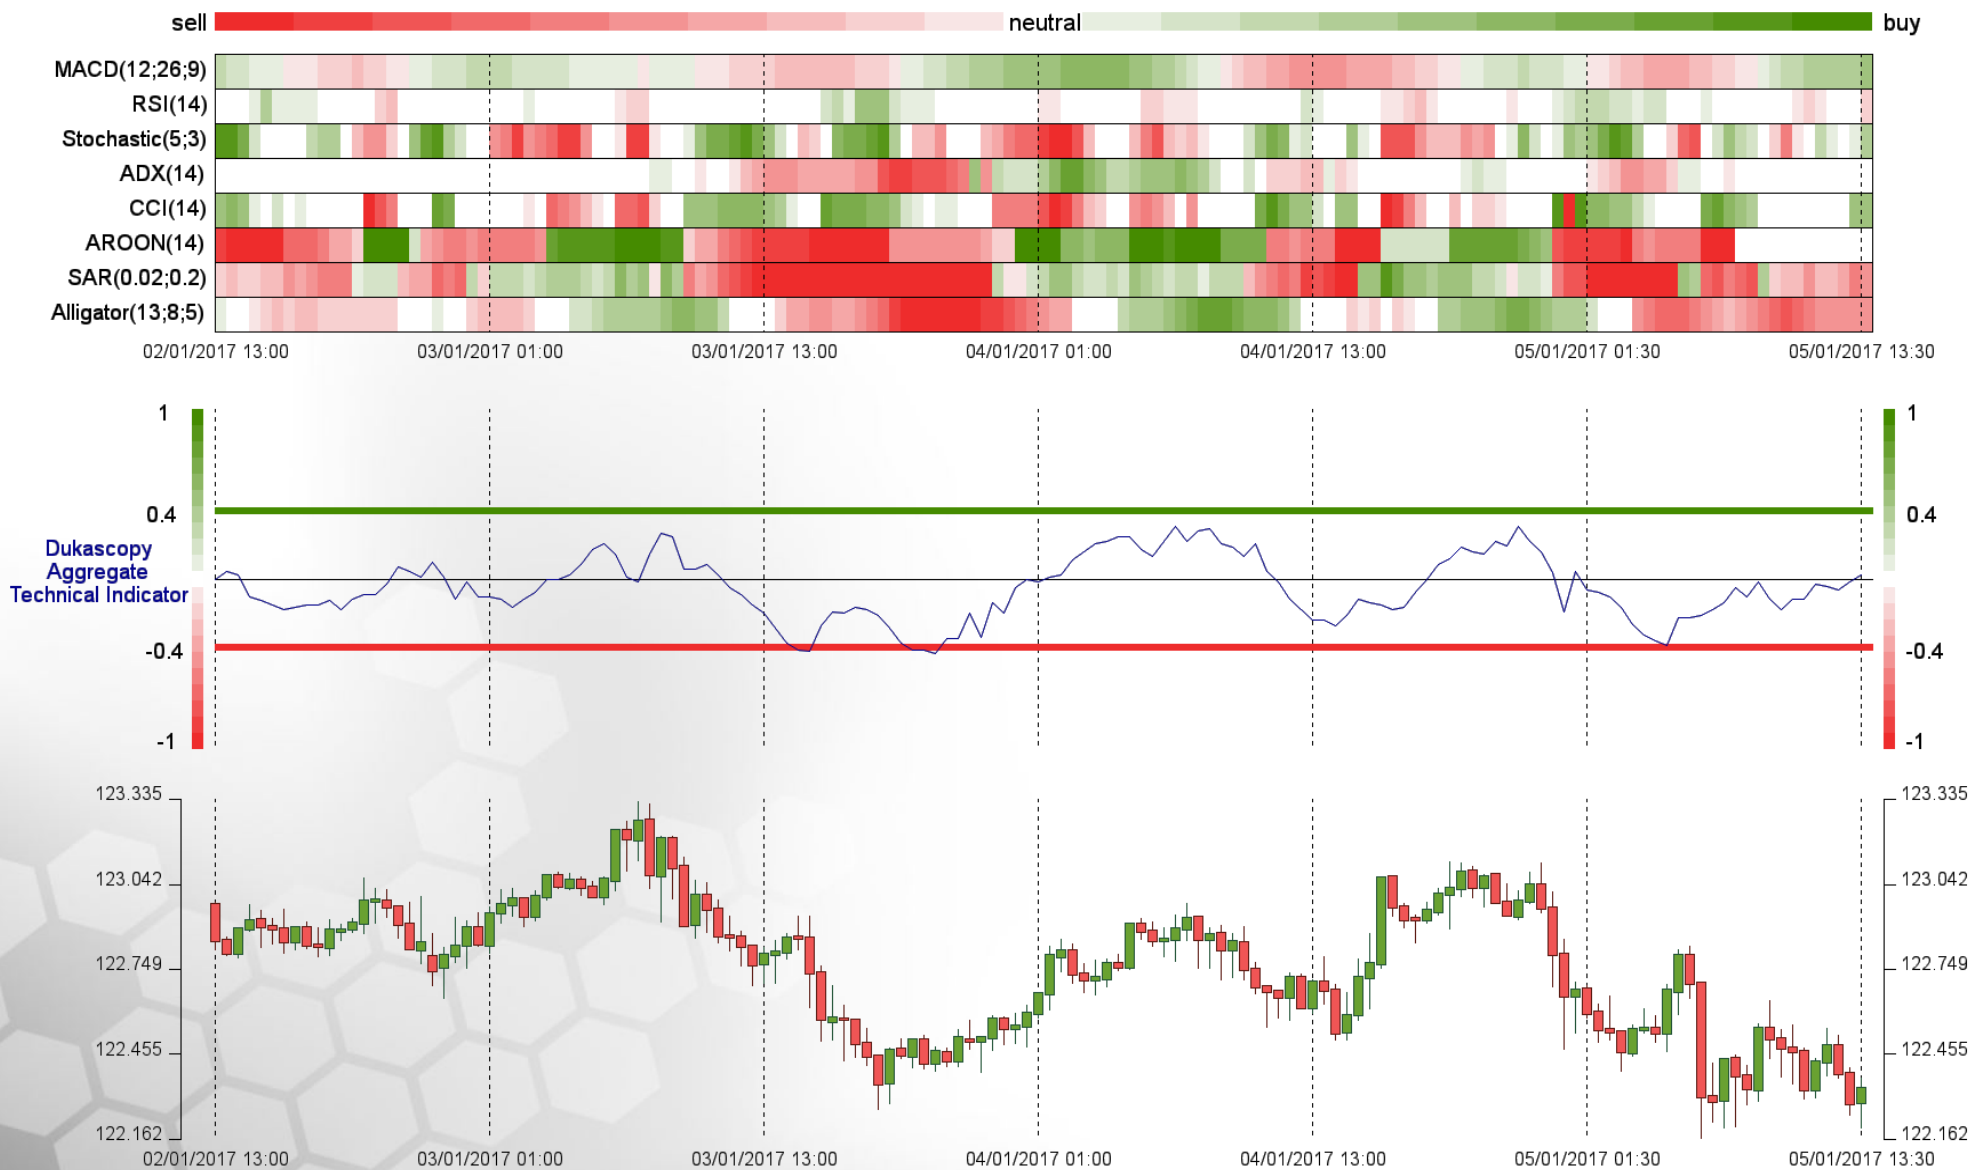 sell neutral buy
MACD(12;26;9)
RSI(14)
Stochastic(5;3)
ADX(14)
CCI(14)
AROON(14)
SAR(0.02;0.2)
Alligator(13;8;5)
02/01/2017 13:00 03/01/2017 01:00 03/01/2017 13:00 04/01/2017 01:00 04/01/2017 13:00 05/01/2017 01:30 05/01/2017 13:30
1 1
0.4 0.4
Dukascopy
Aggregate
Technical Indicator
-0.4 -0.4
-1 -1
123.335 123.335
123.042 123.042
122.749 122.749
122.455 122.455
122.162 122.162
02/01/2017 13:00 03/01/2017 01:00 03/01/2017 13:00 04/01/2017 01:00 04/01/2017 13:00 05/01/2017 01:30 05/01/2017 13:30